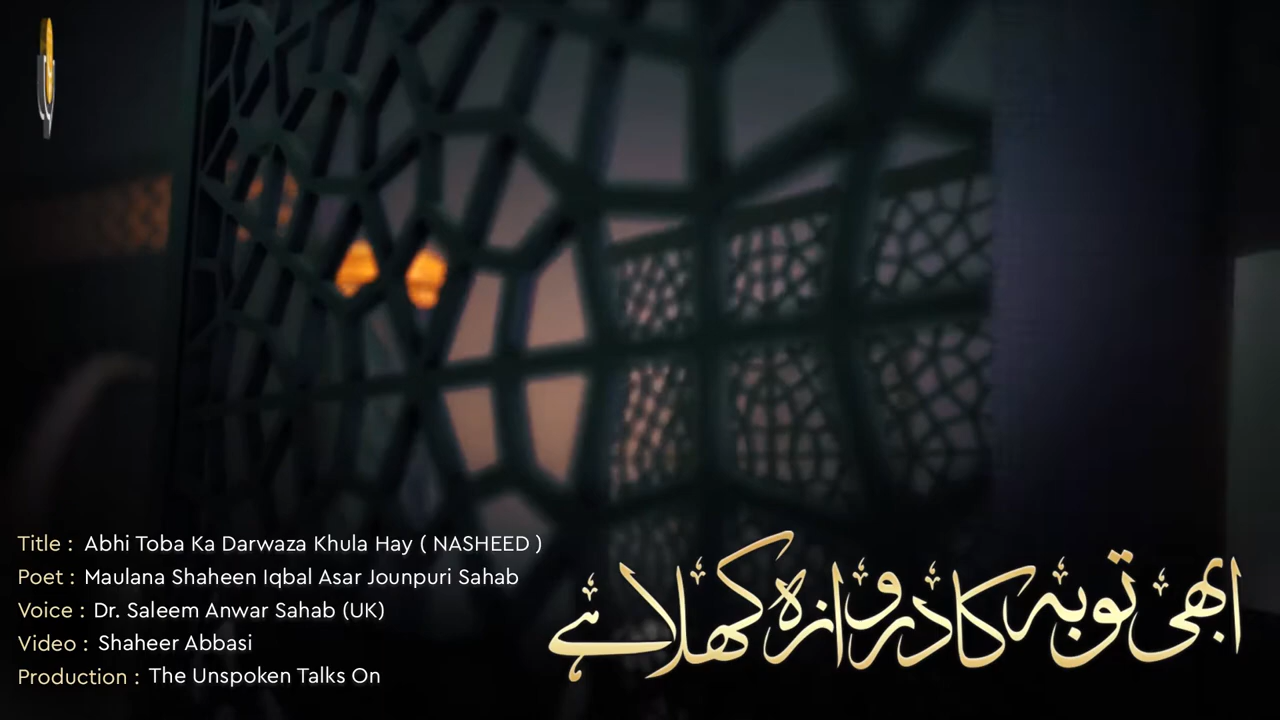 Title : Abhi Toba Ka Darwaza Khula Hay ( NASHEED )
Poet : Maulana Shaheen Iqbal Asar Jounpuri Sahab
Voice : Dr. Saleem Anwar Sahab (UK)
Video : Shaheer Abbasi
Production : The Unspoken Talks On
ابھی توبہ کا دروازہ کھلا ہے